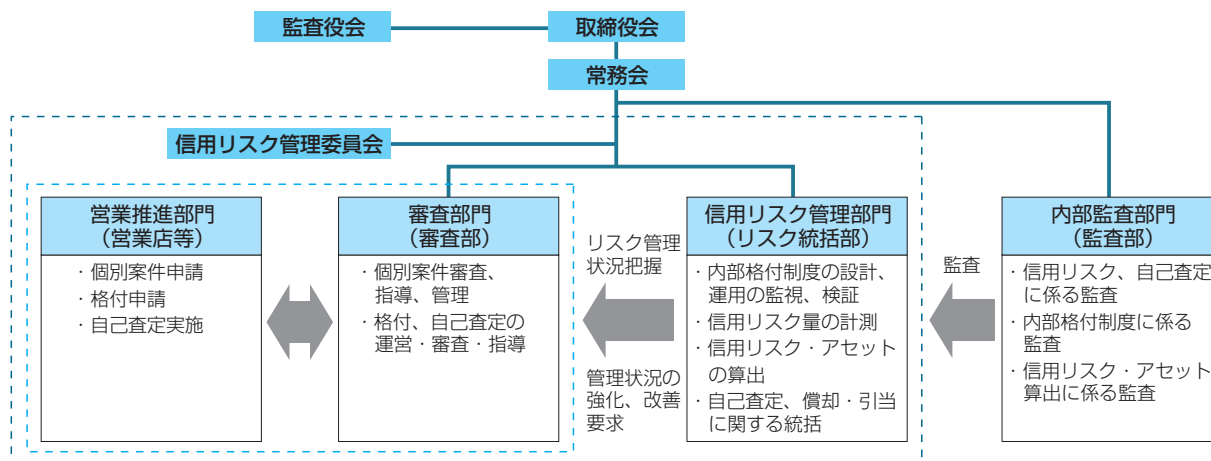 監査役会
取締役会
常務会
信用リスク管理委員会
営業推進部門
（営業店等）
・個別案件申請
・格付申請
・自己査定実施
審査部門
（審査部）
・個別案件審査、
指導、管理
・格付、自己査定の
運営・審査・指導
リスク管理
状況把握
管理状況の
強化、改善
要求
信用リスク管理部門
（リスク統括部）
・内部格付制度の設計、
運用の監視、検証
・信用リスク量の計測
・信用リスク・アセット
の算出
・自己査定、償却・引当
に関する統括
監査
内部監査部門
（監査部）
・信用リスク、自己査定
に係る監査
・内部格付制度に係る
監査
・信用リスク・アセット
算出に係る監査